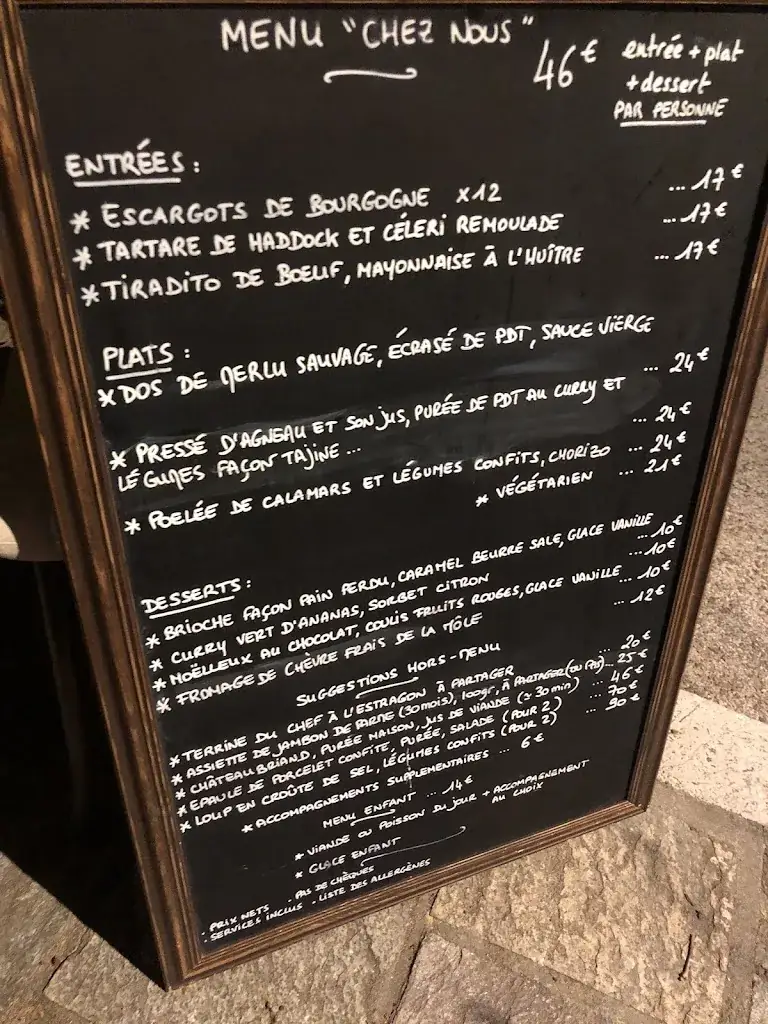 MENU "CHEZ NOUS"
46€ entrée + plat
+ dessert
PAR PERSONNE
ENTRÉES :
* ESCARGOTS DE BOURGOGNE X12 ... 17€
* TARTARE DE HADDOCK ET CÉLERI REMOULADE ... 17€
* TIRADITO DE BOEUF, MAYONNAISE À L'HUÎTRE ... 17€
PLATS :
* DOS DE MERLU SAUVAGE, ÉCRASÉ DE PDT, SAUCE VIERGE ... 24€
* PRESSÉ D'AGNEAU ET SON JUS, PURÉE DE PDT AU CURRY ET
LÉGUMES FAÇON TAJINE ... ... 24€
* POELÉE DE CALAMARS ET LÉGUMES CONFITS, CHORIZO ... 24€
* VÉGÉTARIEN ... 21€
DESSERTS :
* BRIOCHE FAÇON PAIN PERDU, CARAMEL BEURRE SALE, GLACE VANILLE ... 10€
* CURRY VERT D'ANANAS, SORBET CITRON ... 10€
* MOËLLEUX AU CHOCOLAT, COULIS FRUITS ROUGES, GLACE VANILLE ... 10€
* FROMAGE DE CHÈVRE FRAIS DE LA MÔLE ... 12€
SUGGESTIONS HORS-MENU
* TERRINE DU CHEF À L'ESTRAGON À PARTAGER ... 20€
* ASSIETTE DE JAMBON DE PARME (30 mois), 100gr, À PARTAGER (OU PAS) ... 25€
* CHÂTEAUBRIAND, PURÉE MAISON, JUS DE VIANDE (≥ 30 min) ... 46€
* EPAULE DE PORCELET CONFITE, PURÉE, SALADE (POUR 2) ... 70€
* LOUP EN CROÛTE DE SEL, LÉGUMES CONFITS (POUR 2) ... 90€
* ACCOMPAGNEMENTS SUPPLEMENTAIRES ... 6€
MENU ENFANT ... 14€
* VIANDE OU POISSON DU JOUR + ACCOMPAGNEMENT
AU CHOIX
* GLACE ENFANT
. PRIX NETS . PAS DE CHÈQUES
. SERVICES INCLUS . LISTE DES ALLERGÈNES